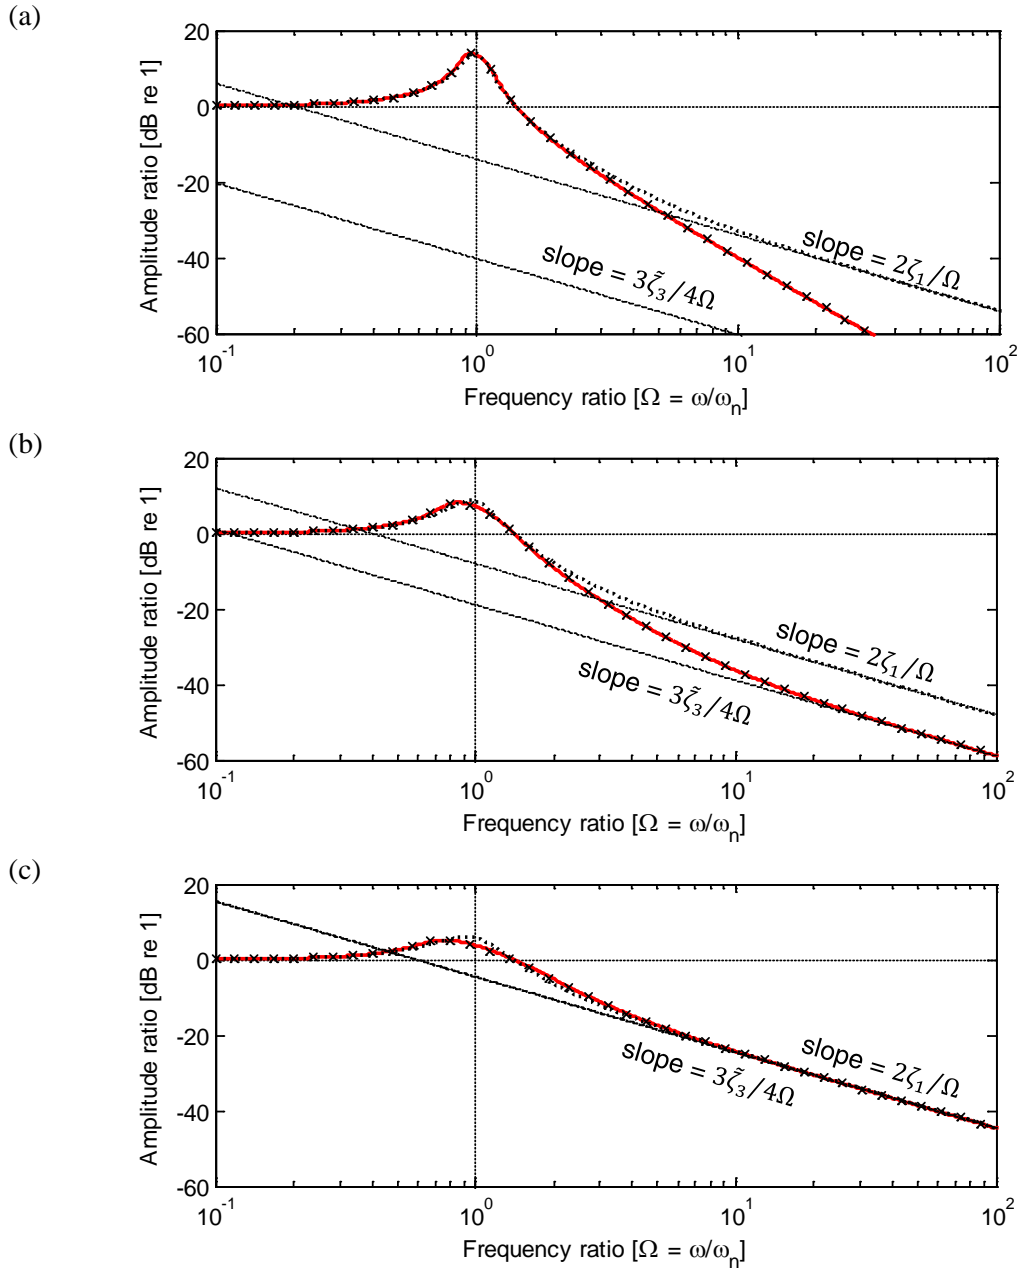 (a)
20
0
-20
-40
-60
Amplitude ratio [dB re 1]
slope = 2ζ₁/Ω
slope = 3ζ̃₃/4Ω
10⁻¹ 10⁰ 10¹ 10²
Frequency ratio [Ω = ω/ωₙ]
(b)
20
0
-20
-40
-60
Amplitude ratio [dB re 1]
slope = 2ζ₁/Ω
slope = 3ζ̃₃/4Ω
10⁻¹ 10⁰ 10¹ 10²
Frequency ratio [Ω = ω/ωₙ]
(c)
20
0
-20
-40
-60
Amplitude ratio [dB re 1]
slope = 2ζ₁/Ω
slope = 3ζ̃₃/4Ω
10⁻¹ 10⁰ 10¹ 10²
Frequency ratio [Ω = ω/ωₙ]